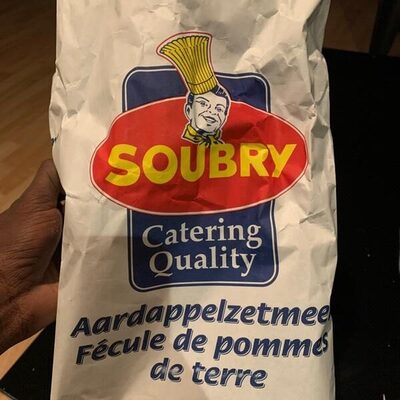 SOUBRY
Catering
Quality
Aardappelzetmeel
Fécule de pommes
de terre